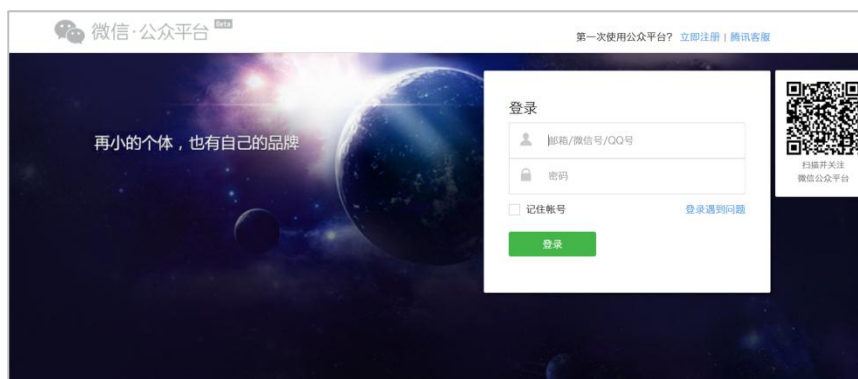 微信·公众平台 Beta
第一次使用公众平台? 立即注册 | 腾讯客服
再小的个体，也有自己的品牌
登录
邮箱/微信号/QQ号
密码
记住帐号 登录遇到问题
登录
扫描并关注
微信公众平台